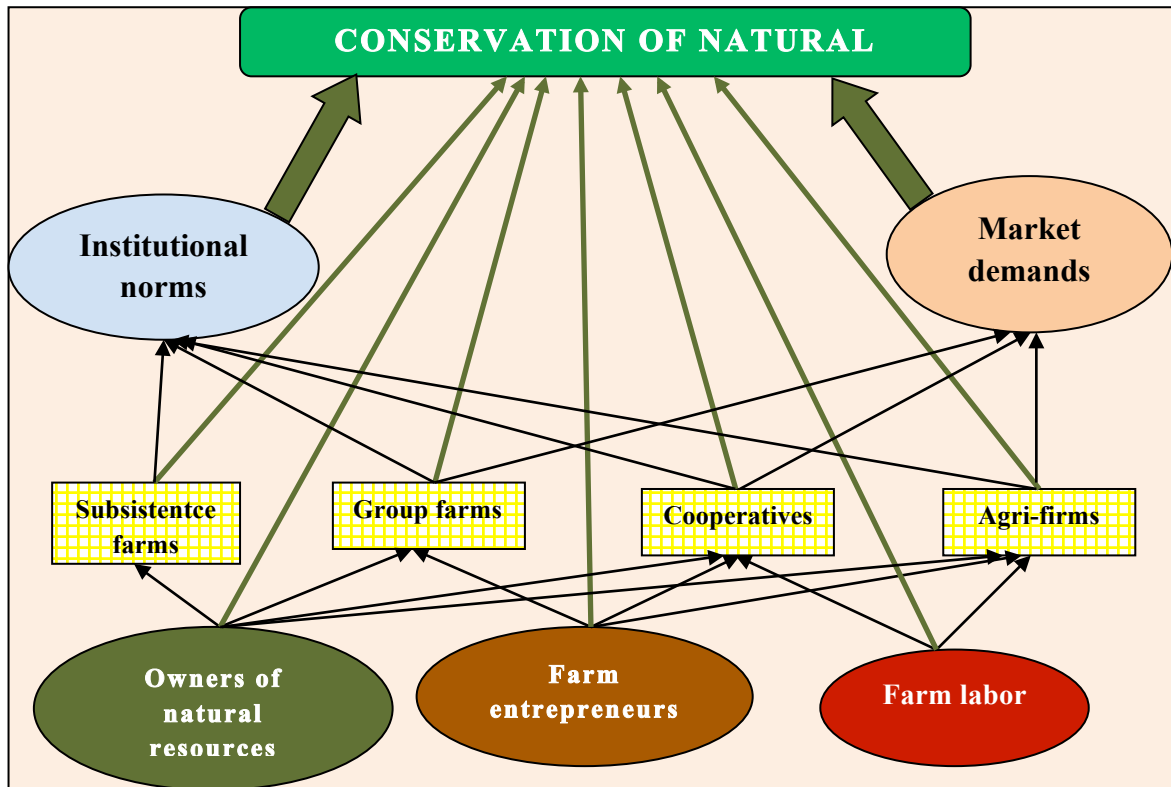 CONSERVATION OF NATURAL
Institutional
norms
Market
demands
Subsistentce
farms
Group farms
Cooperatives
Agri-firms
Owners of
natural
resources
Farm
entrepreneurs
Farm labor